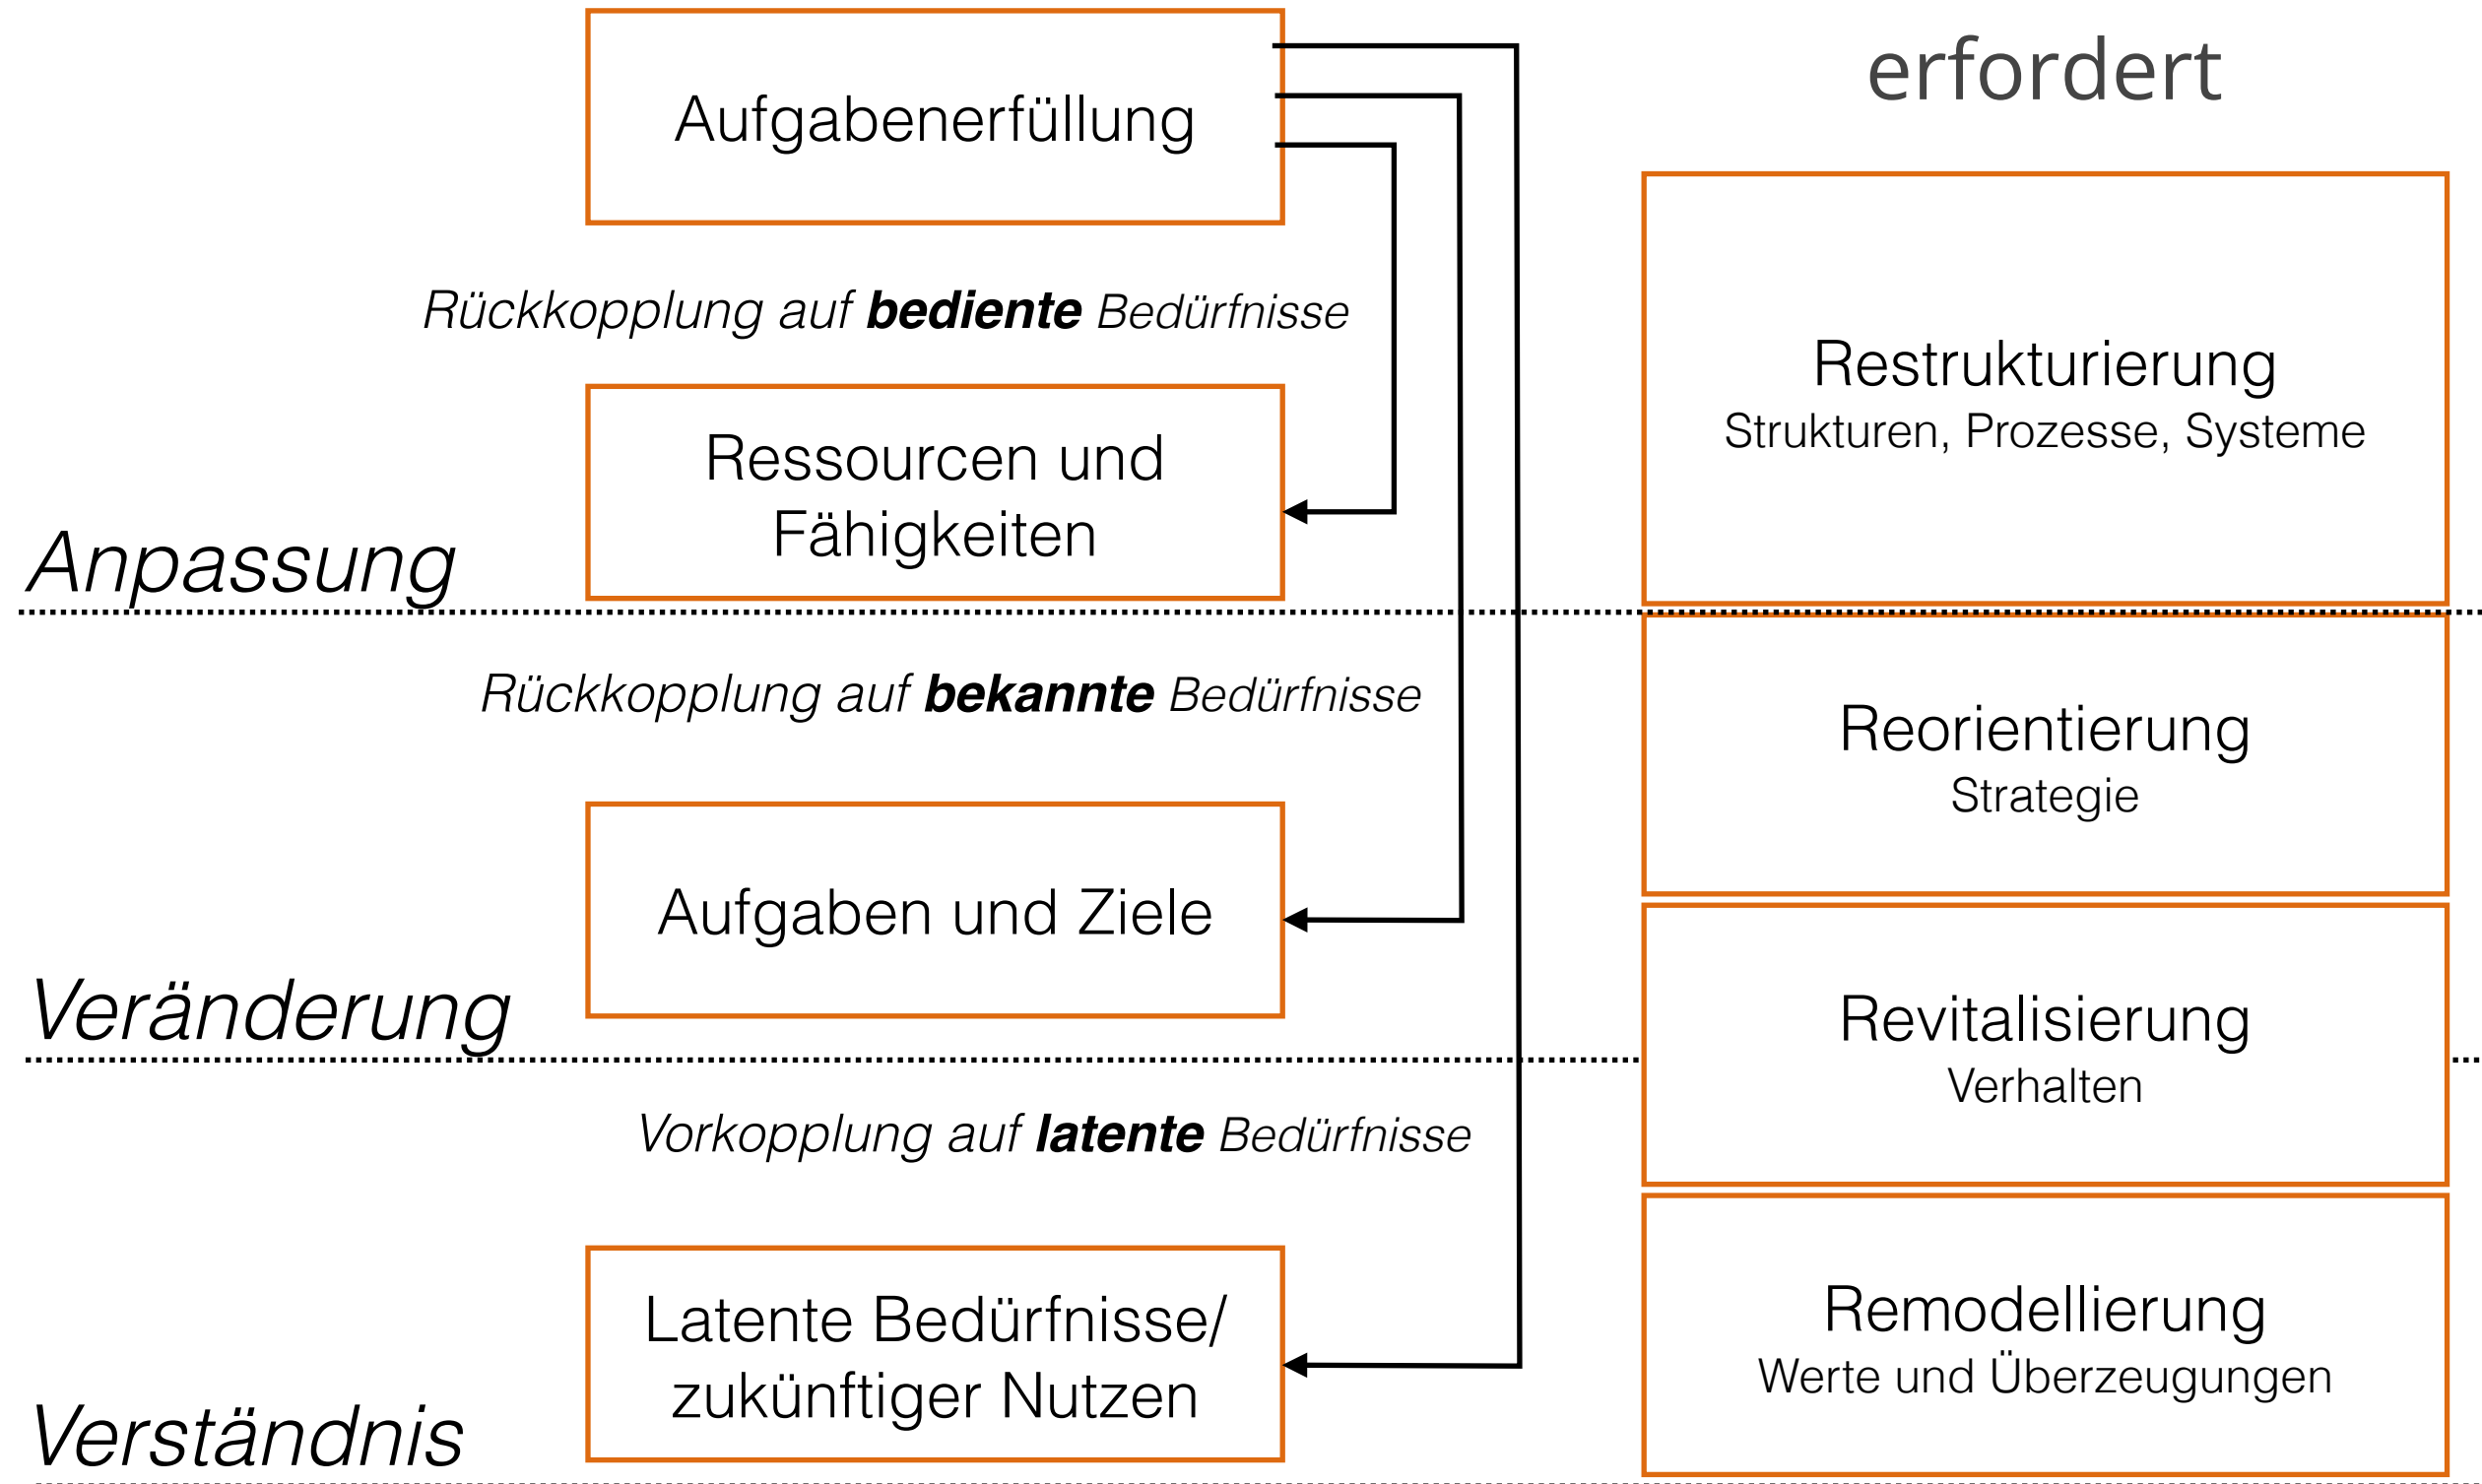 Aufgabenerfüllung
erfordert
Rückkopplung auf bediente Bedürfnisse
Ressourcen und
Fähigkeiten
Restrukturierung
Strukturen, Prozesse, Systeme
Anpassung
Rückkopplung auf bekannte Bedürfnisse
Reorientierung
Strategie
Aufgaben und Ziele
Veränderung
Revitalisierung
Verhalten
Vorkopplung auf latente Bedürfnisse
Latente Bedürfnisse/
zukünftiger Nutzen
Remodellierung
Werte und Überzeugungen
Verständnis